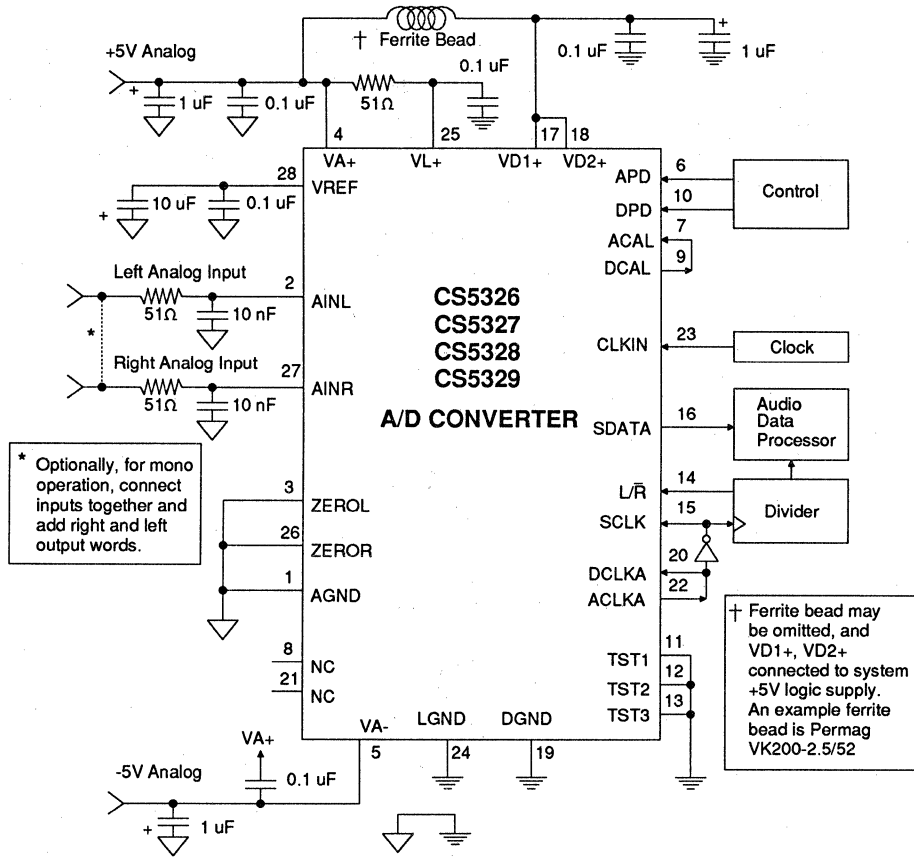 † Ferrite Bead
+5V Analog
+
1 uF
0.1 uF
51Ω
0.1 uF
0.1 uF
+
1 uF
4
25
17
18
VA+
VL+
VD1+
VD2+
28
VREF
+
10 uF
0.1 uF
APD
6
DPD
10
Control
ACAL
7
DCAL
9
Left Analog Input
51Ω
10 nF
2
AINL
*
Right Analog Input
51Ω
10 nF
27
AINR
CS5326
CS5327
CS5328
CS5329
A/D CONVERTER
CLKIN
23
Clock
SDATA
16
Audio
Data
Processor
* Optionally, for mono
operation, connect
inputs together and
add right and left
output words.
3
ZEROL
26
ZEROR
1
AGND
L/R̅
14
SCLK
15
Divider
20
DCLKA
22
ACLKA
8
NC
21
NC
TST1
11
TST2
12
TST3
13
† Ferrite bead may
be omitted, and
VD1+, VD2+
connected to system
+5V logic supply.
An example ferrite
bead is Permag
VK200-2.5/52
VA-
LGND
DGND
5
24
19
VA+
0.1 uF
-5V Analog
+
1 uF